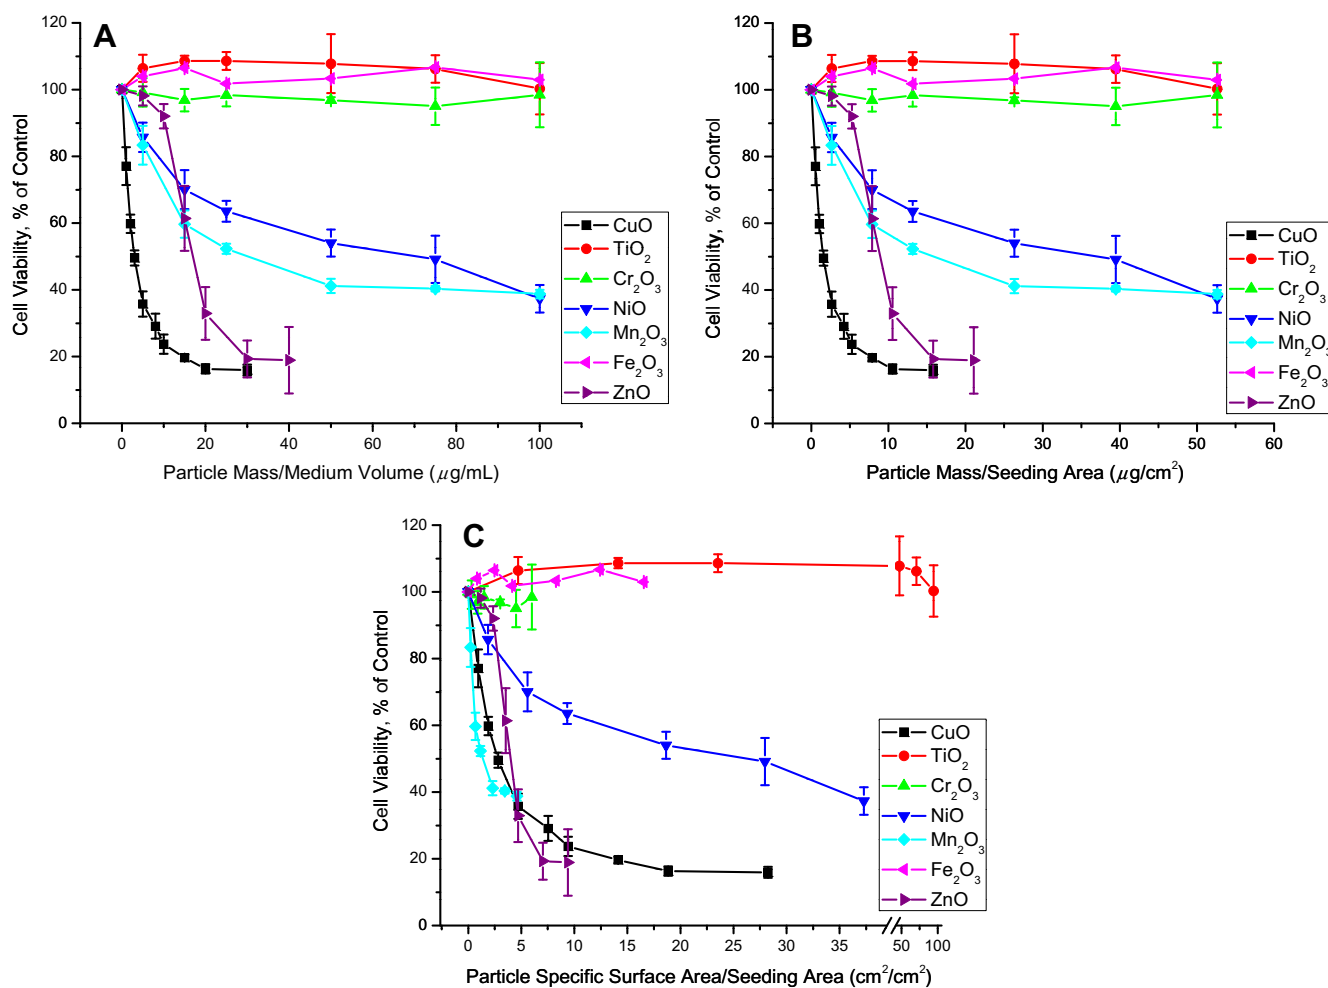 A
Cell Viability, % of Control
120
100
80
60
40
20
0
0 20 40 60 80 100
Particle Mass/Medium Volume (μg/mL)
CuO
TiO2
Cr2O3
NiO
Mn2O3
Fe2O3
ZnO
B
Cell Viability, % of Control
120
100
80
60
40
20
0
0 10 20 30 40 50 60
Particle Mass/Seeding Area (μg/cm2)
CuO
TiO2
Cr2O3
NiO
Mn2O3
Fe2O3
ZnO
C
Cell Viability, % of Control
120
100
80
60
40
20
0
0 5 10 15 20 25 30 35 50 100
Particle Specific Surface Area/Seeding Area (cm2/cm2)
CuO
TiO2
Cr2O3
NiO
Mn2O3
Fe2O3
ZnO